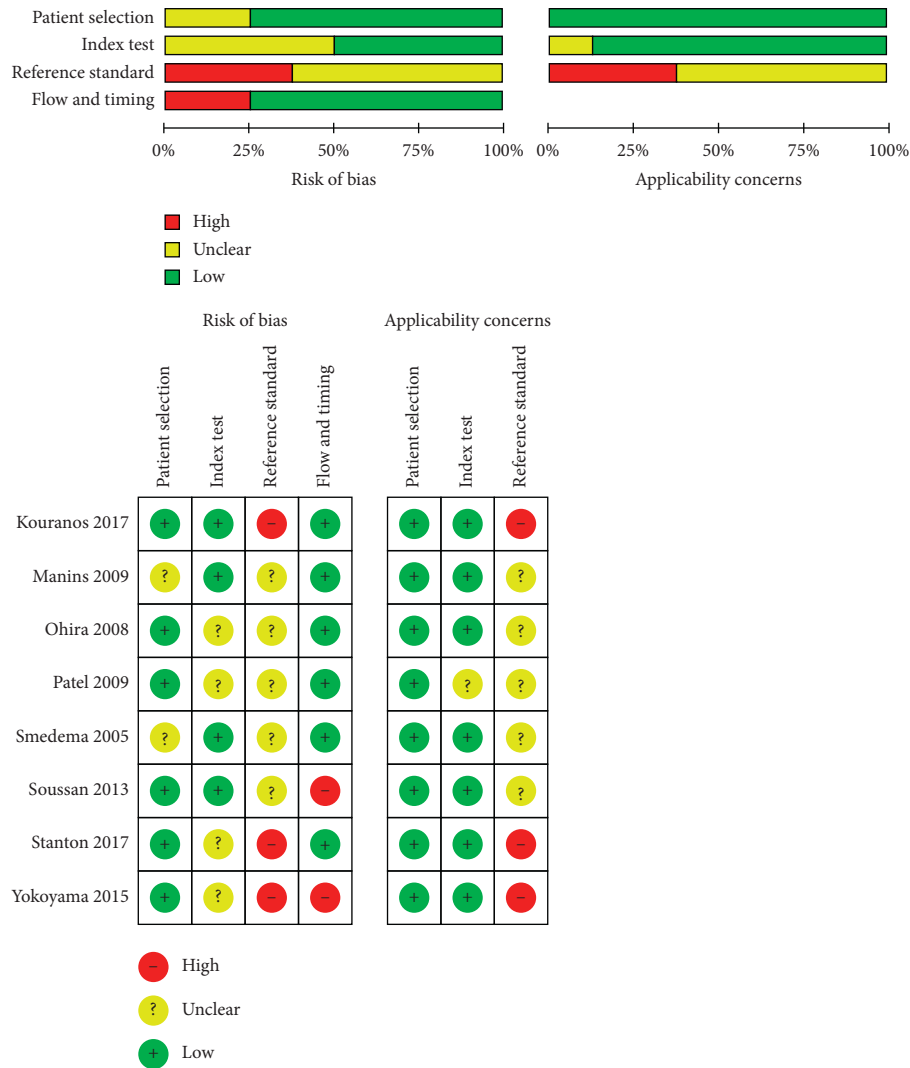 Patient selection
Index test
Reference standard
Flow and timing
0% 25% 50% 75% 100%
Risk of bias
0% 25% 50% 75% 100%
Applicability concerns
High
Unclear
Low
Risk of bias
Applicability concerns
Patient selection
Index test
Reference standard
Flow and timing
Patient selection
Index test
Reference standard
Kouranos 2017 + + – + + + –
Manins 2009 ? + ? + + + ?
Ohira 2008 + ? ? + + + ?
Patel 2009 + ? ? + + ? ?
Smedema 2005 ? + ? + + + ?
Soussan 2013 + + ? – + + ?
Stanton 2017 + ? – + + + –
Yokoyama 2015 + ? – – + + –
– High
? Unclear
+ Low